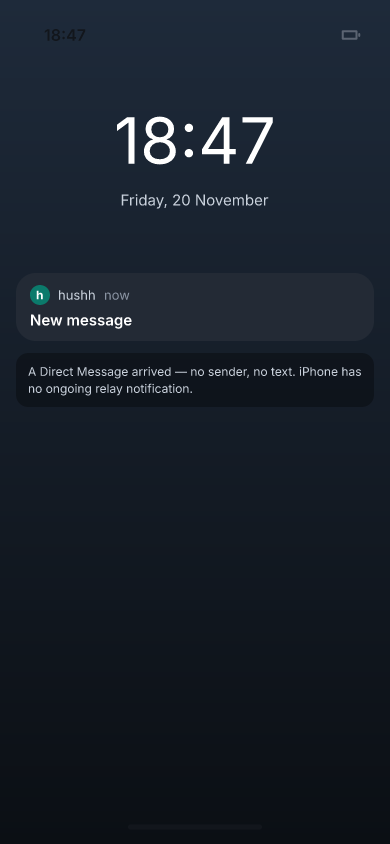 18:47
18:47
Friday, 20 November
h hushh now
New message
A Direct Message arrived — no sender, no text. iPhone has
no ongoing relay notification.